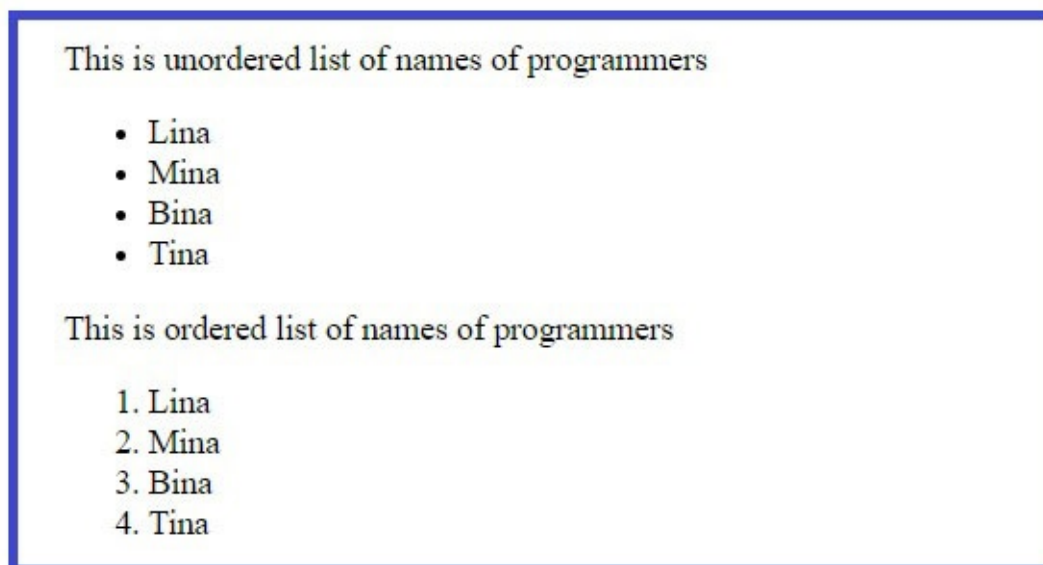 This is unordered list of names of programmers
• Lina
• Mina
• Bina
• Tina
This is ordered list of names of programmers
1. Lina
2. Mina
3. Bina
4. Tina